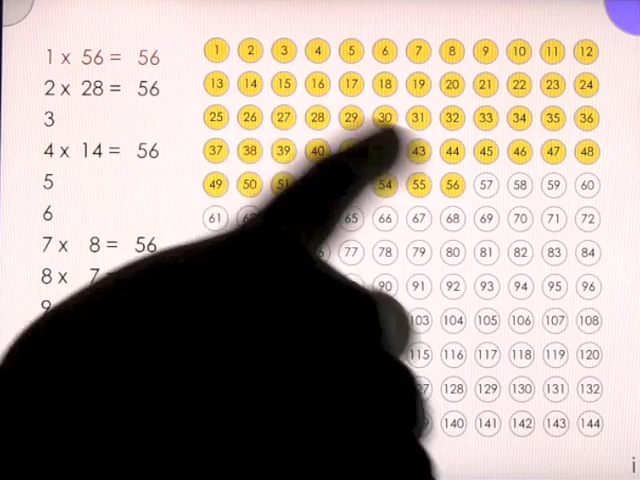 1 x 56 = 56
2 x 28 = 56
3
4 x 14 = 56
5
6
7 x 8 = 56
8 x 7
9
1 2 3 4 5 6 7 8 9 10 11 12
13 14 15 16 17 18 19 20 21 22 23 24
25 26 27 28 29 30 31 32 33 34 35 36
37 38 39 40 43 44 45 46 47 48
49 50 51 54 55 56 57 58 59 60
61 65 66 67 68 69 70 71 72
77 78 79 80 81 82 83 84
90 91 92 93 94 95 96
103 104 105 106 107 108
115 116 117 118 119 120
128 129 130 131 132
140 141 142 143 144
i